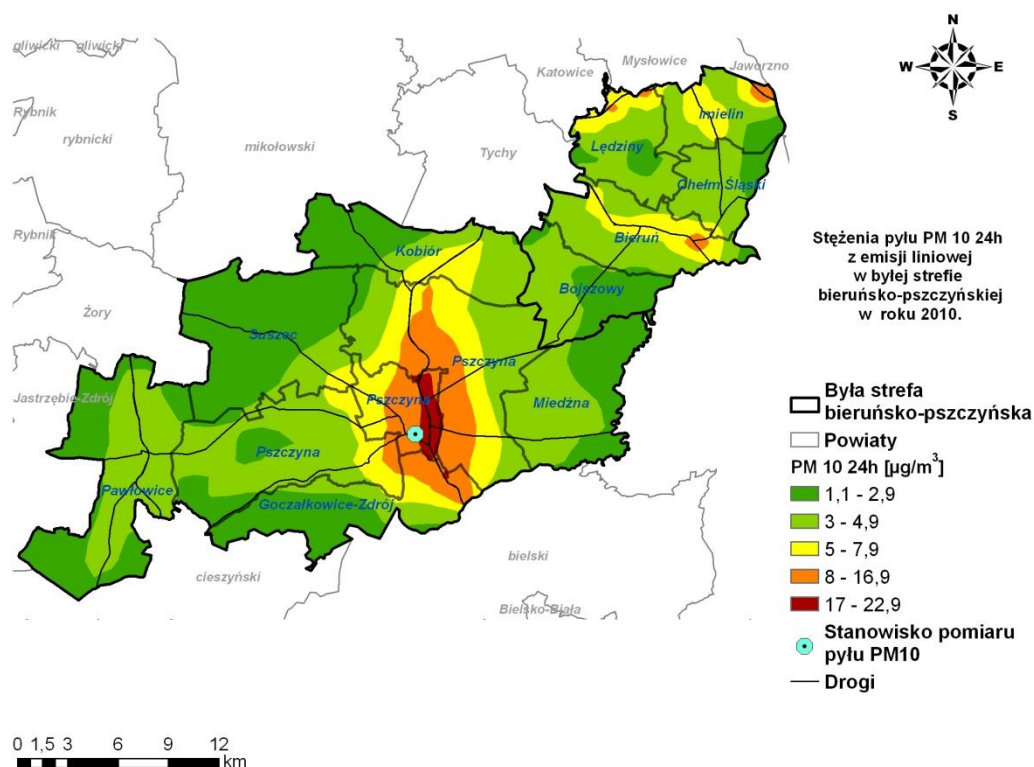 N
W E
S
gliwicki gliwicki
Mysłowice
Katowice
Jaworzno
Rybnik
rybnicki
mikołowski
Tychy
Imielin
Lędziny
Chełm Śląski
Rybnik
Kobiór
Bieruń
Żory
Bojszowy
Suszec
Pszczyna
Jastrzębie-Zdrój
Pszczyna
Miedźna
Pszczyna
Pawłowice
Goczałkowice-Zdrój
bielski
cieszyński
Bielsko-Biała
Stężenia pyłu PM 10 24h
z emisji liniowej
w byłej strefie
bieruńsko-pszczyńskiej
w roku 2010.
Była strefa
bieruńsko-pszczyńska
Powiaty
PM 10 24h [µg/m³]
1,1 - 2,9
3 - 4,9
5 - 7,9
8 - 16,9
17 - 22,9
Stanowisko pomiaru
pyłu PM10
Drogi
0 1,5 3 6 9 12
km